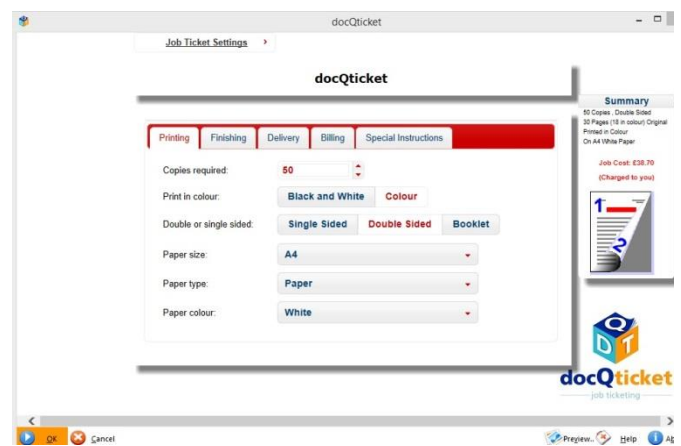 docQticket
Job Ticket Settings
docQticket
Printing Finishing Delivery Billing Special Instructions
Copies required: 50
Print in colour: Black and White Colour
Double or single sided: Single Sided Double Sided Booklet
Paper size: A4
Paper type: Paper
Paper colour: White
Summary
50 Copies , Double Sided
30 Pages (18 in colour) Original
Printed in Colour
On A4 White Paper
Job Cost: £38.70
(Charged to you)
1
2
Q
D T
docQticket
job ticketing
OK Cancel Preview.. Help